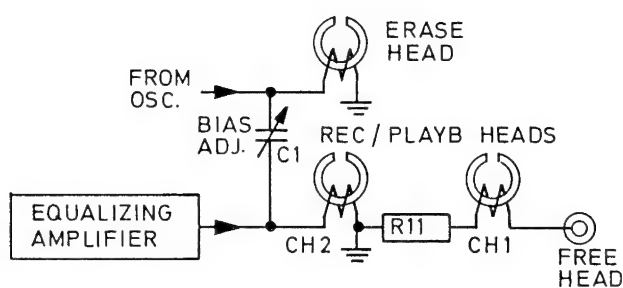 ERASE
HEAD
FROM
OSC.
BIAS
ADJ.
C1
REC / PLAYB HEADS
EQUALIZING
AMPLIFIER
CH2
R11
CH1
FREE
HEAD